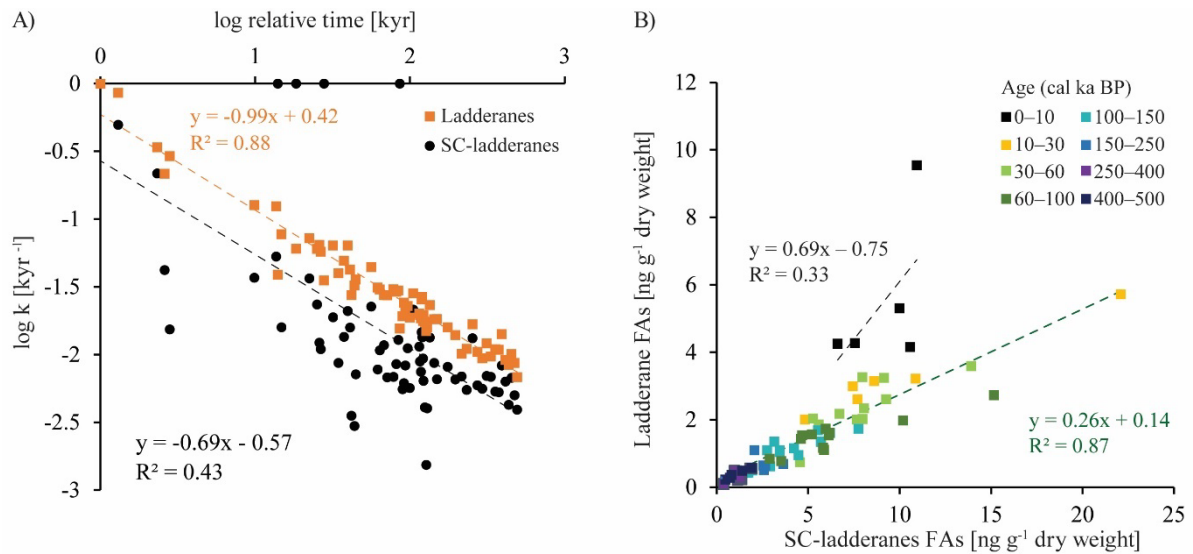 A)
log relative time [kyr]
0
1
2
3
0
-0.5
-1
-1.5
-2
-2.5
-3
log k [kyr ⁻¹]
y = -0.99x + 0.42
R² = 0.88
Ladderanes
SC-ladderanes
y = -0.69x - 0.57
R² = 0.43
B)
12
10
8
6
4
2
0
Ladderane FAs [ng g⁻¹ dry weight]
Age (cal ka BP)
0–10 100–150
10–30 150–250
30–60 250–400
60–100 400–500
y = 0.69x – 0.75
R² = 0.33
y = 0.26x + 0.14
R² = 0.87
0 5 10 15 20 25
SC-ladderanes FAs [ng g⁻¹ dry weight]